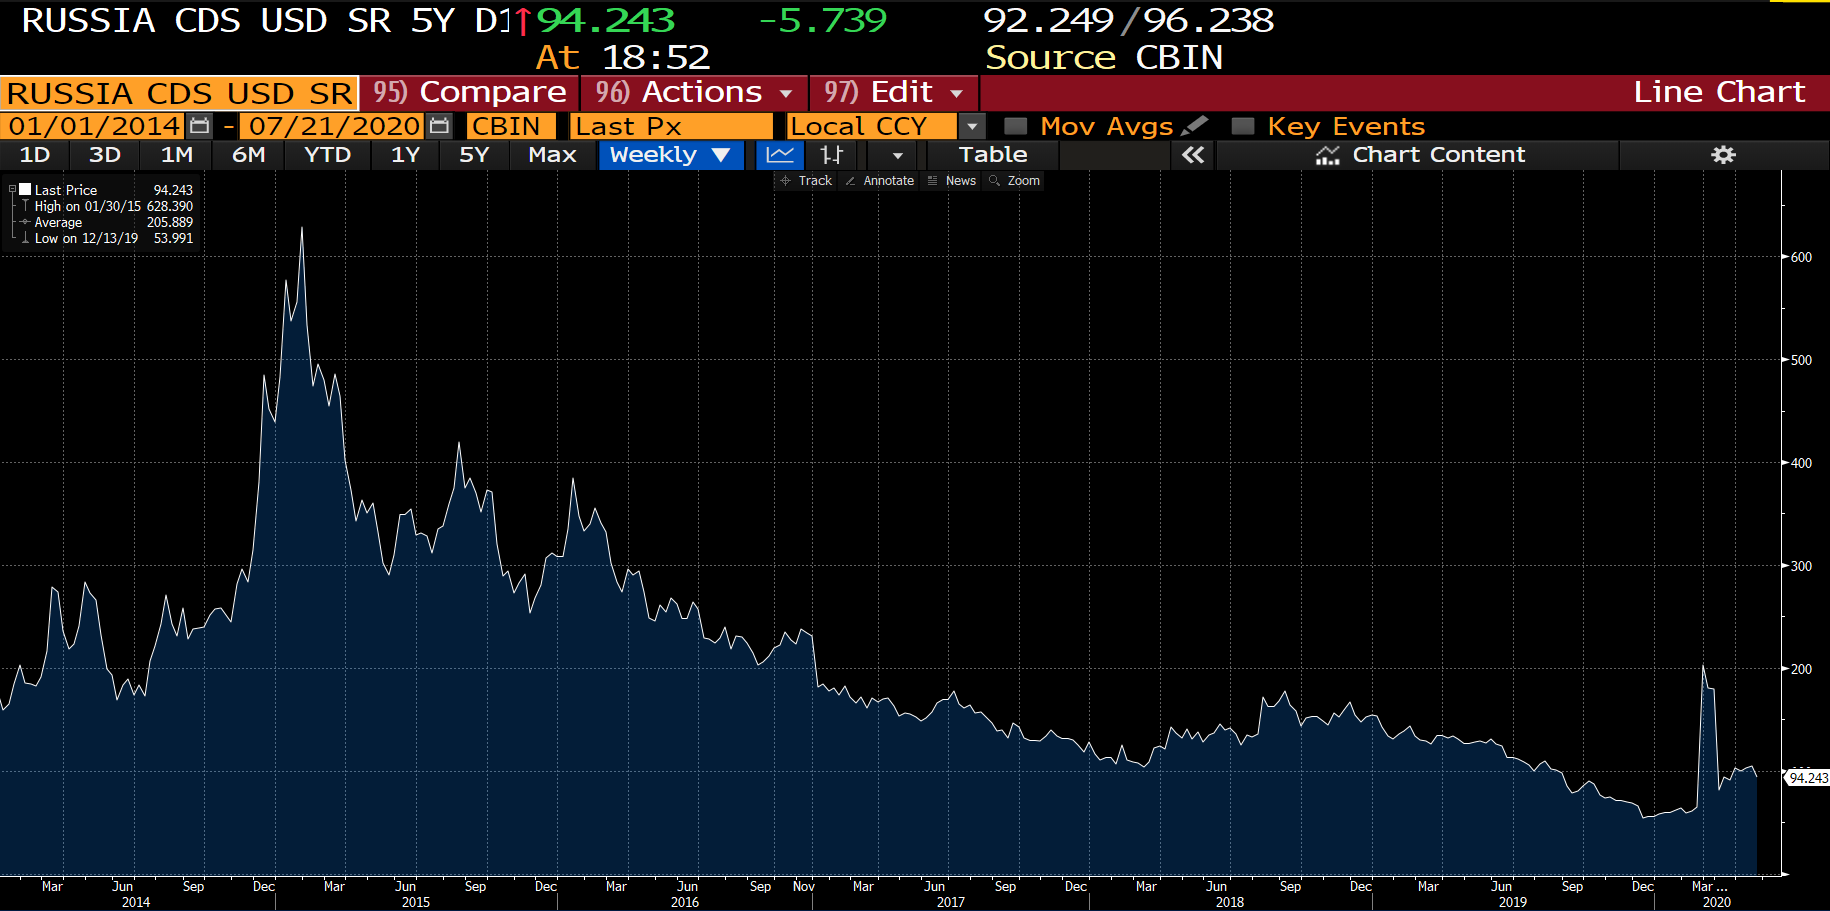 RUSSIA CDS USD SR 5Y D1 ↑94.243 -5.739 92.249/96.238
At 18:52 Source CBIN
RUSSIA CDS USD SR 95) Compare 96) Actions 97) Edit Line Chart
01/01/2014 - 07/21/2020 CBIN Last Px Local CCY Mov Avgs Key Events
1D 3D 1M 6M YTD 1Y 5Y Max Weekly ▼ Table « Chart Content
Track Annotate News Zoom
Last Price 94.243
High on 01/30/15 628.390
Average 205.889
Low on 12/13/19 53.991
600
500
400
300
200
94.243
Mar Jun Sep Dec Mar Jun Sep Dec Mar Jun Sep Nov Mar Jun Sep Dec Mar Jun Sep Dec Mar Jun Sep Dec Mar ...
2014 2015 2016 2017 2018 2019 2020